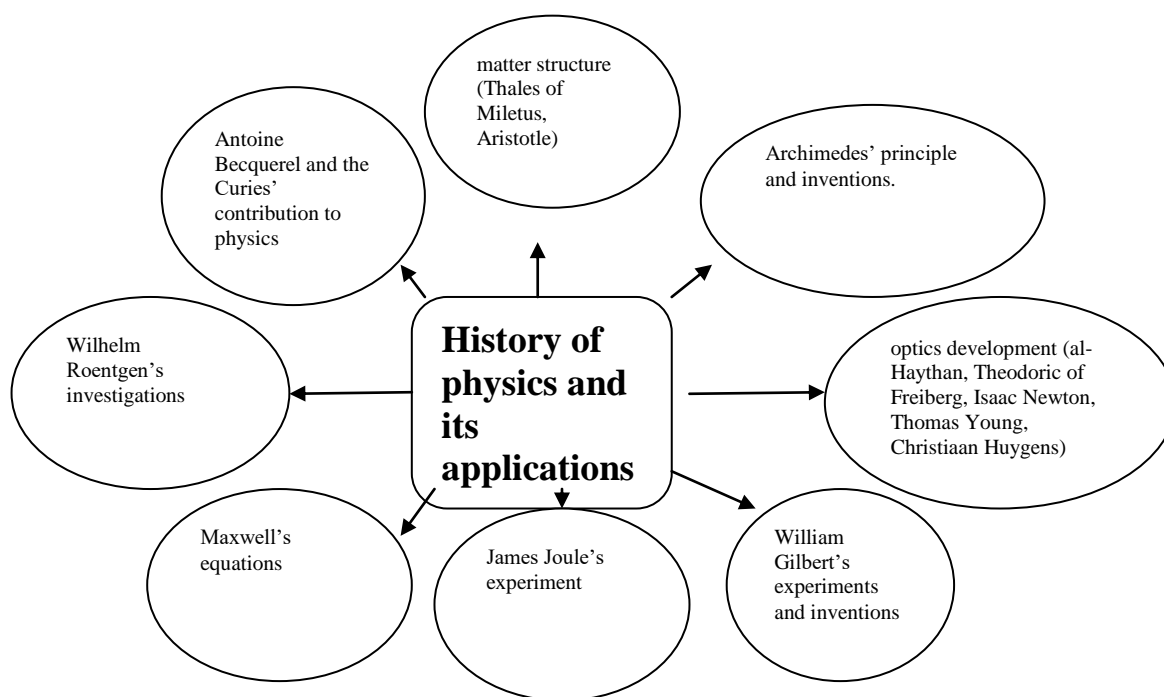 matter structure
(Thales of
Miletus,
Aristotle)
Archimedes’ principle
and inventions.
optics development (al-
Haythan, Theodoric of
Freiberg, Isaac Newton,
Thomas Young,
Christiaan Huygens)
William
Gilbert’s
experiments
and inventions
James Joule’s
experiment
Maxwell’s
equations
Wilhelm
Roentgen’s
investigations
Antoine
Becquerel and the
Curies’
contribution to
physics
History of
physics and
its
applications